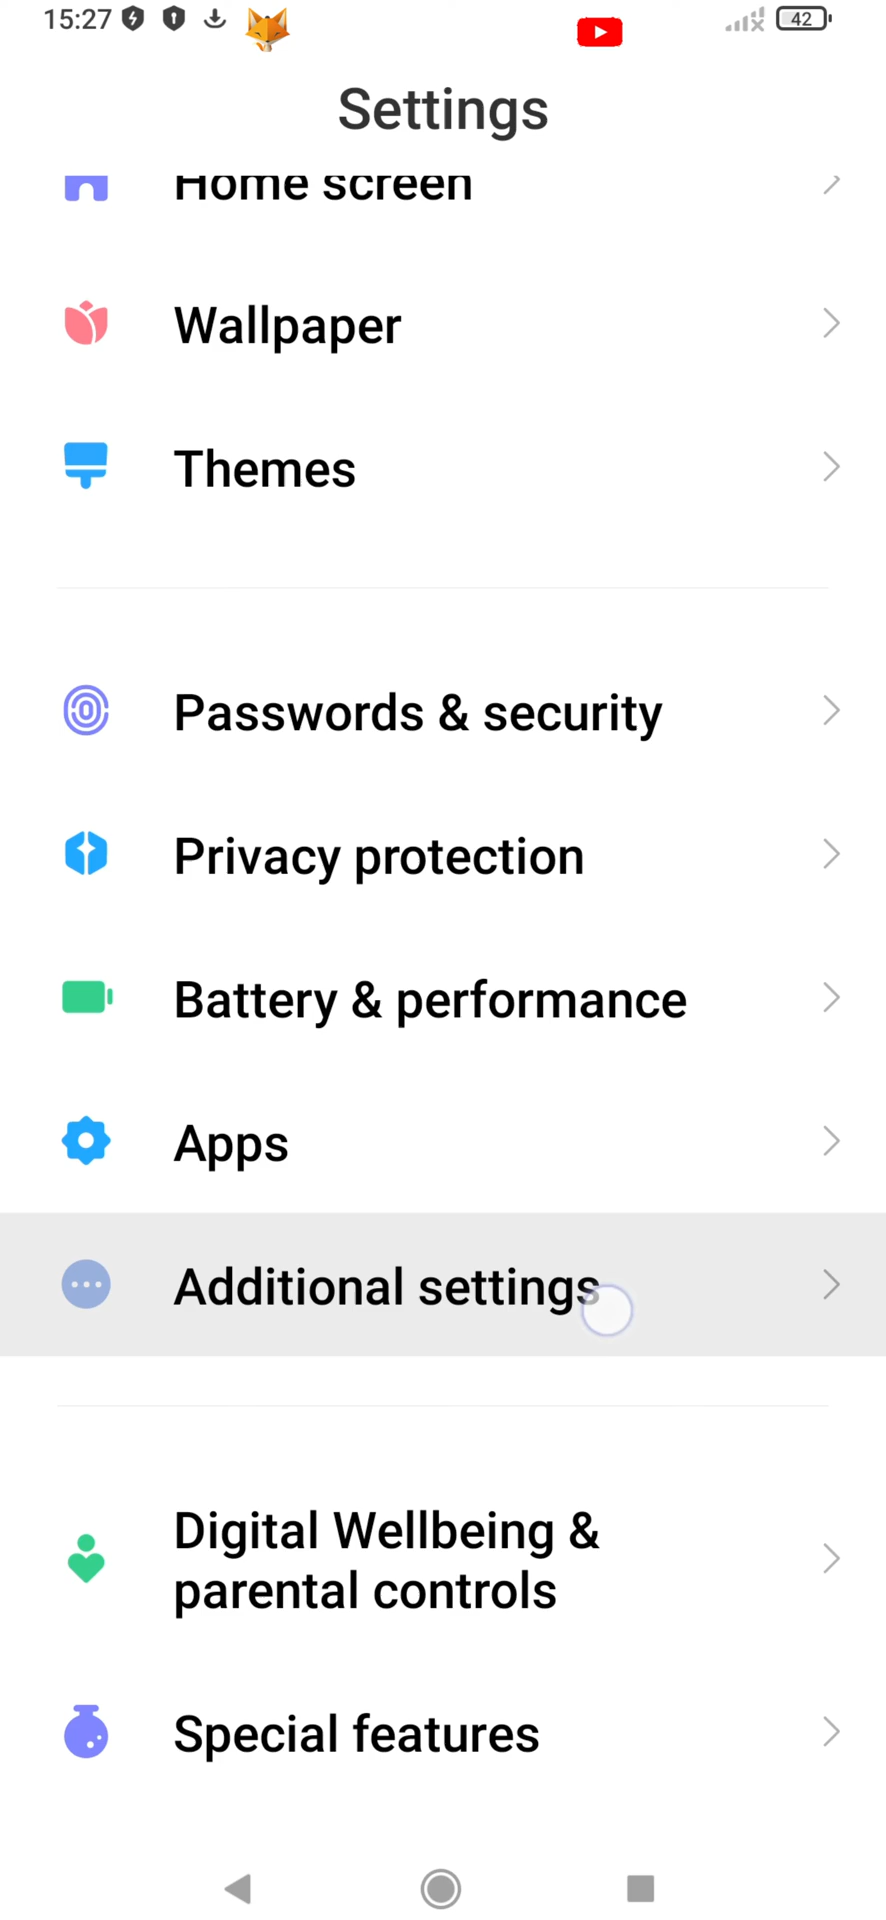 15:27
42
Settings
Home screen
Wallpaper
Themes
Passwords & security
Privacy protection
Battery & performance
Apps
Additional settings
Digital Wellbeing &
parental controls
Special features